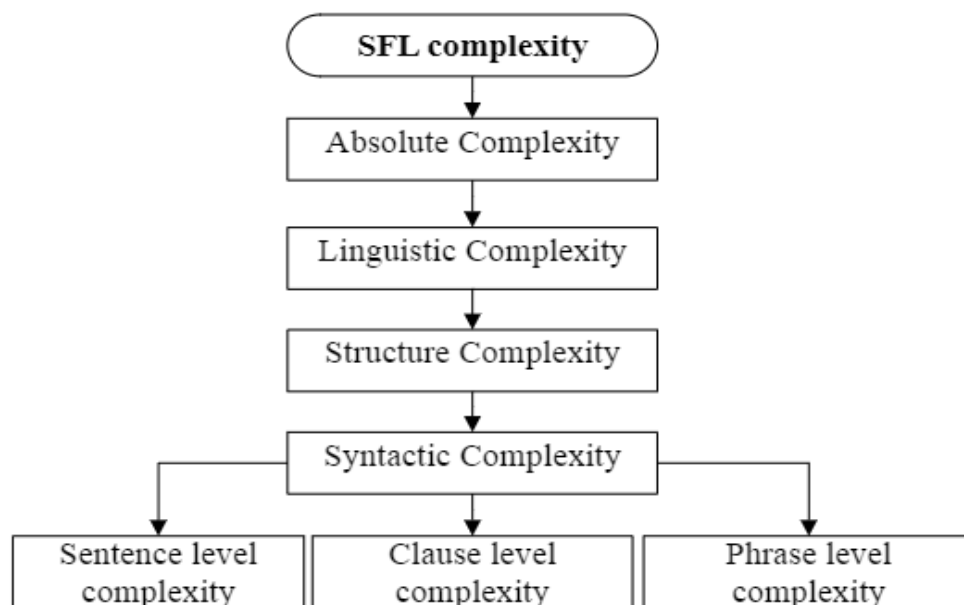 SFL complexity
Absolute Complexity
Linguistic Complexity
Structure Complexity
Syntactic Complexity
Sentence level
complexity
Clause level
complexity
Phrase level
complexity